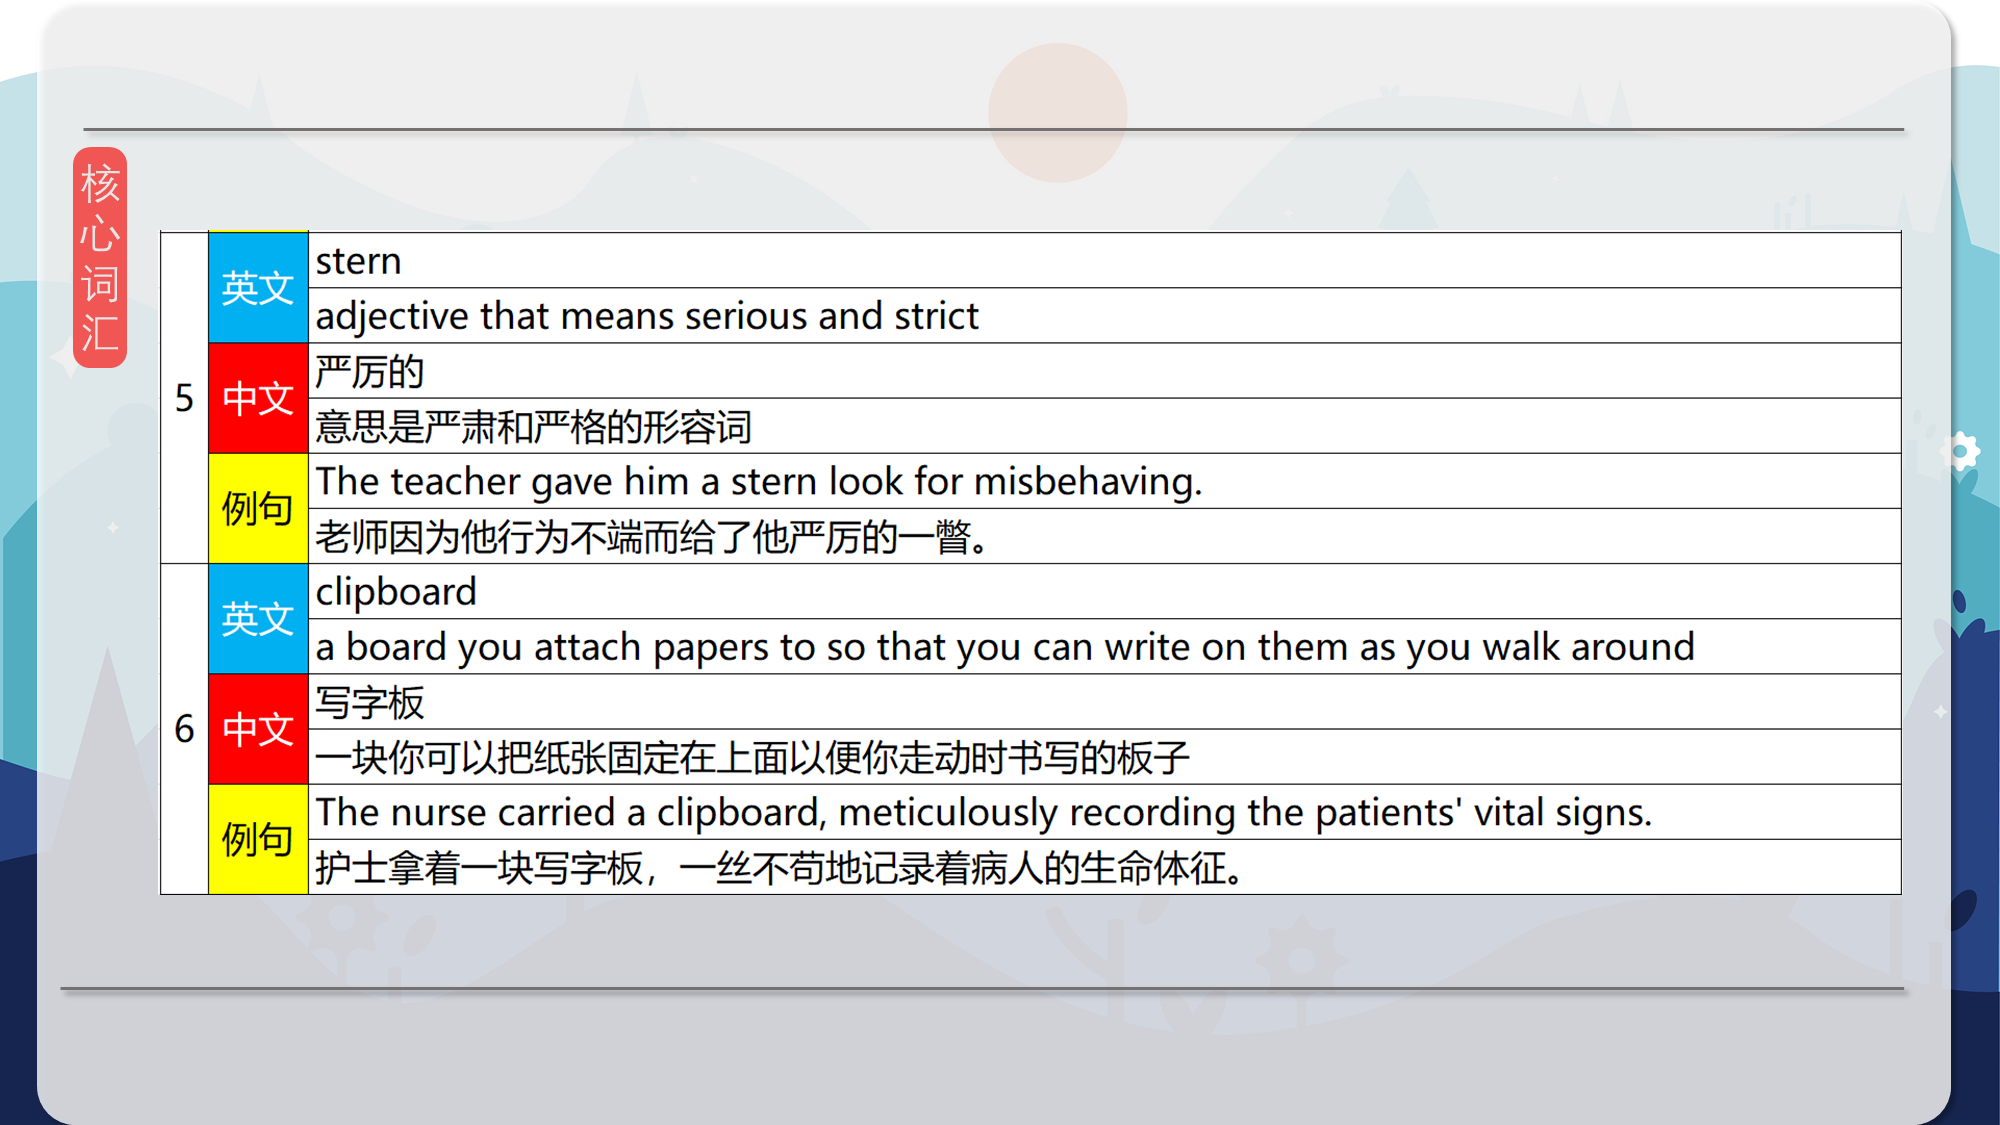 核心词汇
5
英文
stern
adjective that means serious and strict
中文
严厉的
意思是严肃和严格的形容词
例句
The teacher gave him a stern look for misbehaving.
老师因为他行为不端而给了他严厉的一瞥。
6
英文
clipboard
a board you attach papers to so that you can write on them as you walk around
中文
写字板
一块你可以把纸张固定在上面以便你走动时书写的板子
例句
The nurse carried a clipboard, meticulously recording the patients' vital signs.
护士拿着一块写字板，一丝不苟地记录着病人的生命体征。